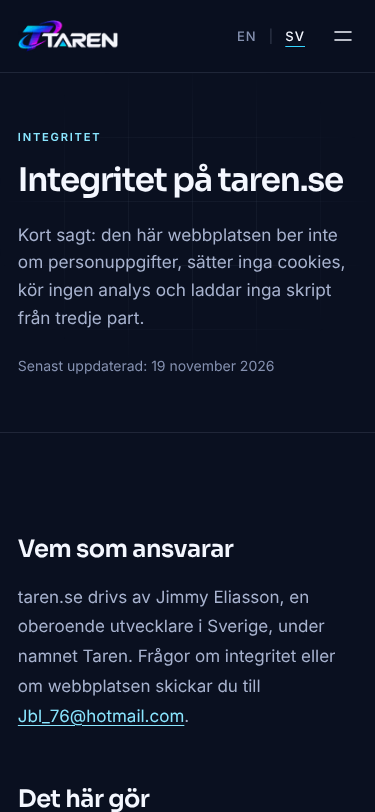 TAREN
EN | SV
INTEGRITET
Integritet på taren.se
Kort sagt: den här webbplatsen ber inte
om personuppgifter, sätter inga cookies,
kör ingen analys och laddar inga skript
från tredje part.
Senast uppdaterad: 19 november 2026
Vem som ansvarar
taren.se drivs av Jimmy Eliasson, en
oberoende utvecklare i Sverige, under
namnet Taren. Frågor om integritet eller
om webbplatsen skickar du till
Jbl_76@hotmail.com.
Det här gör